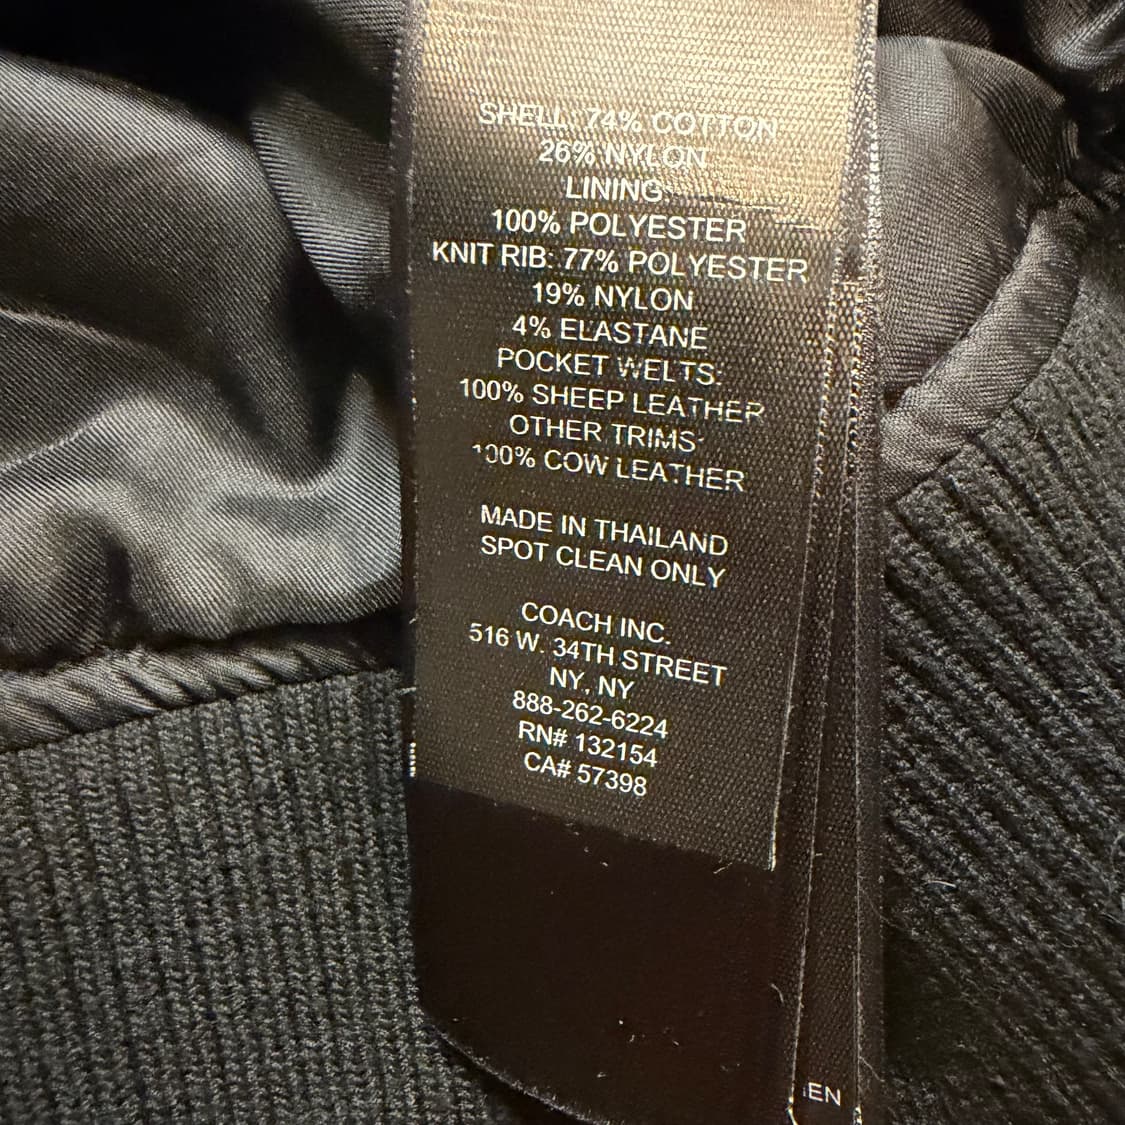 SHELL: 74% COTTON
26% NYLON
LINING:
100% POLYESTER
KNIT RIB: 77% POLYESTER
19% NYLON
4% ELASTANE
POCKET WELTS:
100% SHEEP LEATHER
OTHER TRIMS:
100% COW LEATHER
MADE IN THAILAND
SPOT CLEAN ONLY
COACH INC.
516 W. 34TH STREET
NY, NY
888-262-6224
RN# 132154
CA# 57398
EN